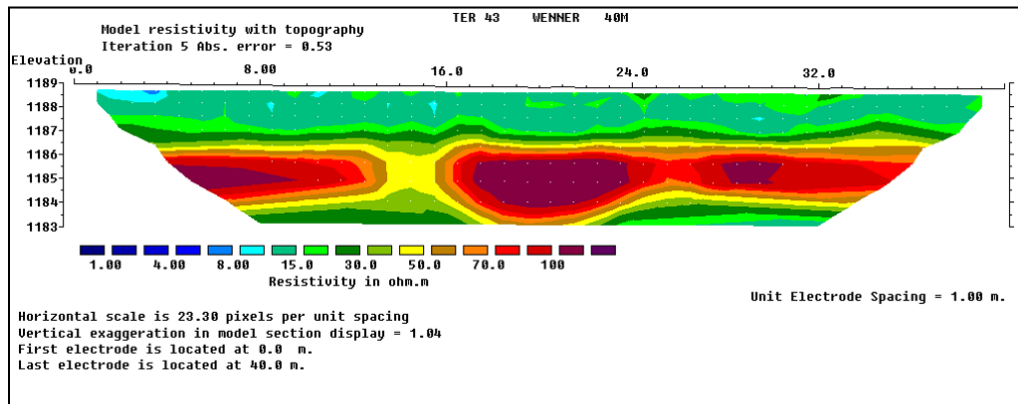 TER 43 WENNER 40M
Model resistivity with topography
Iteration 5 Abs. error = 0.53
Elevation
0.0 8.00 16.0 24.0 32.0
1189
1188
1187
1186
1185
1184
1183
1.00 4.00 8.00 15.0 30.0 50.0 70.0 100
Resistivity in ohm.m
Unit Electrode Spacing = 1.00 m.
Horizontal scale is 23.30 pixels per unit spacing
Vertical exaggeration in model section display = 1.04
First electrode is located at 0.0 m.
Last electrode is located at 40.0 m.